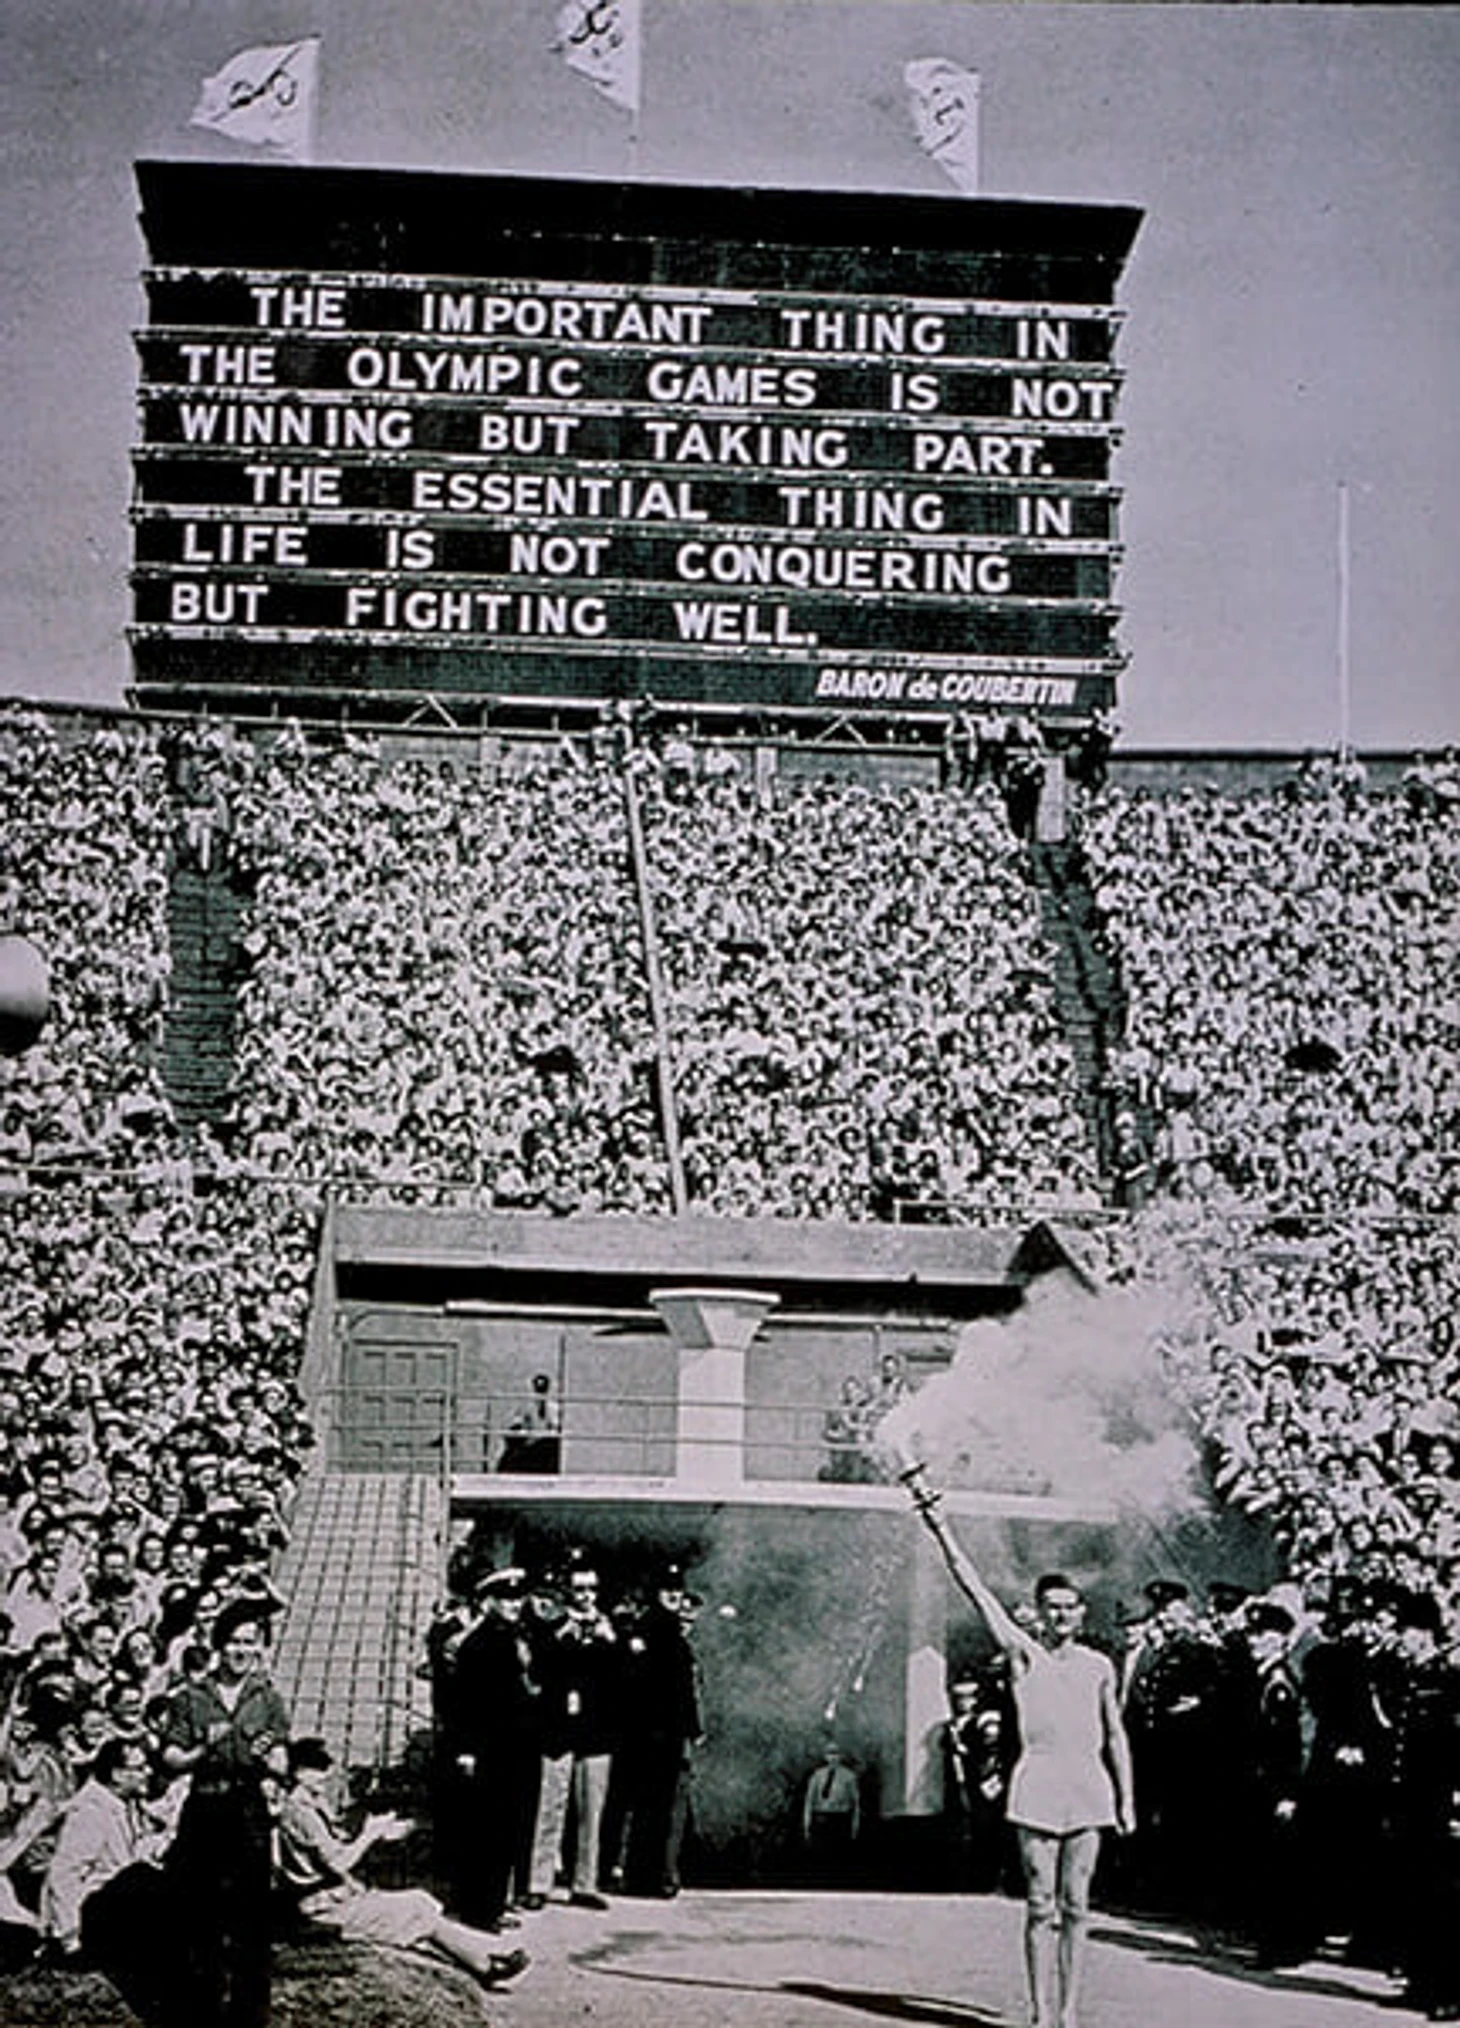 THE IMPORTANT THING IN
THE OLYMPIC GAMES IS NOT
WINNING BUT TAKING PART.
THE ESSENTIAL THING IN
LIFE IS NOT CONQUERING
BUT FIGHTING WELL.
BARON de COUBERTIN